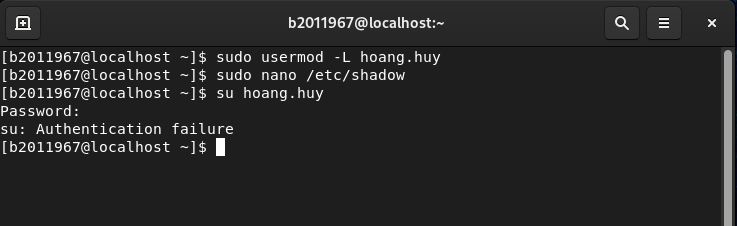 b2011967@localhost:~
[b2011967@localhost ~]$ sudo usermod -L hoang.huy
[b2011967@localhost ~]$ sudo nano /etc/shadow
[b2011967@localhost ~]$ su hoang.huy
Password:
su: Authentication failure
[b2011967@localhost ~]$